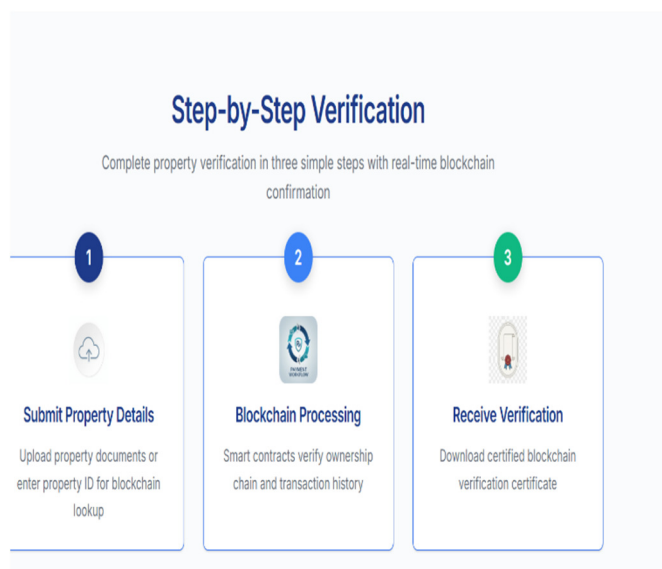 Step-by-Step Verification
Complete property verification in three simple steps with real-time blockchain
confirmation
1
2
3
PAYMENT
WORKFLOW
Submit Property Details
Blockchain Processing
Receive Verification
Upload property documents or
enter property ID for blockchain
lookup
Smart contracts verify ownership
chain and transaction history
Download certified blockchain
verification certificate